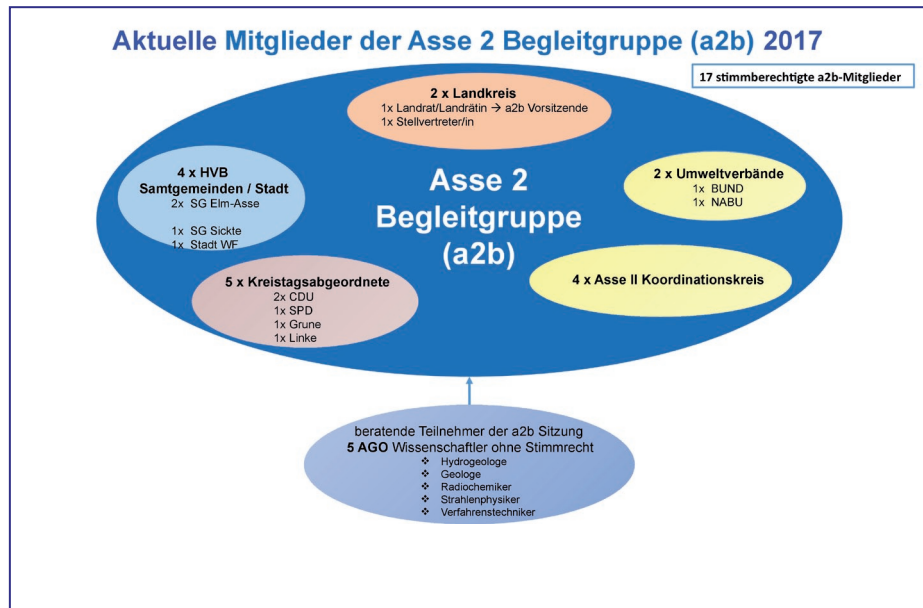 Aktuelle Mitglieder der Asse 2 Begleitgruppe (a2b) 2017
17 stimmberechtigte a2b-Mitglieder
2 x Landkreis
1x Landrat/Landrätin → a2b Vorsitzende
1x Stellvertreter/in
4 x HVB
Samtgemeinden / Stadt
2x SG Elm-Asse
1x SG Sickte
1x Stadt WF
Asse 2
Begleitgruppe
(a2b)
2 x Umweltverbände
1x BUND
1x NABU
5 x Kreistagsabgeordnete
2x CDU
1x SPD
1x Grune
1x Linke
4 x Asse II Koordinationskreis
beratende Teilnehmer der a2b Sitzung
5 AGO Wissenschaftler ohne Stimmrecht
❖ Hydrogeologe
❖ Geologe
❖ Radiochemiker
❖ Strahlenphysiker
❖ Verfahrenstechniker